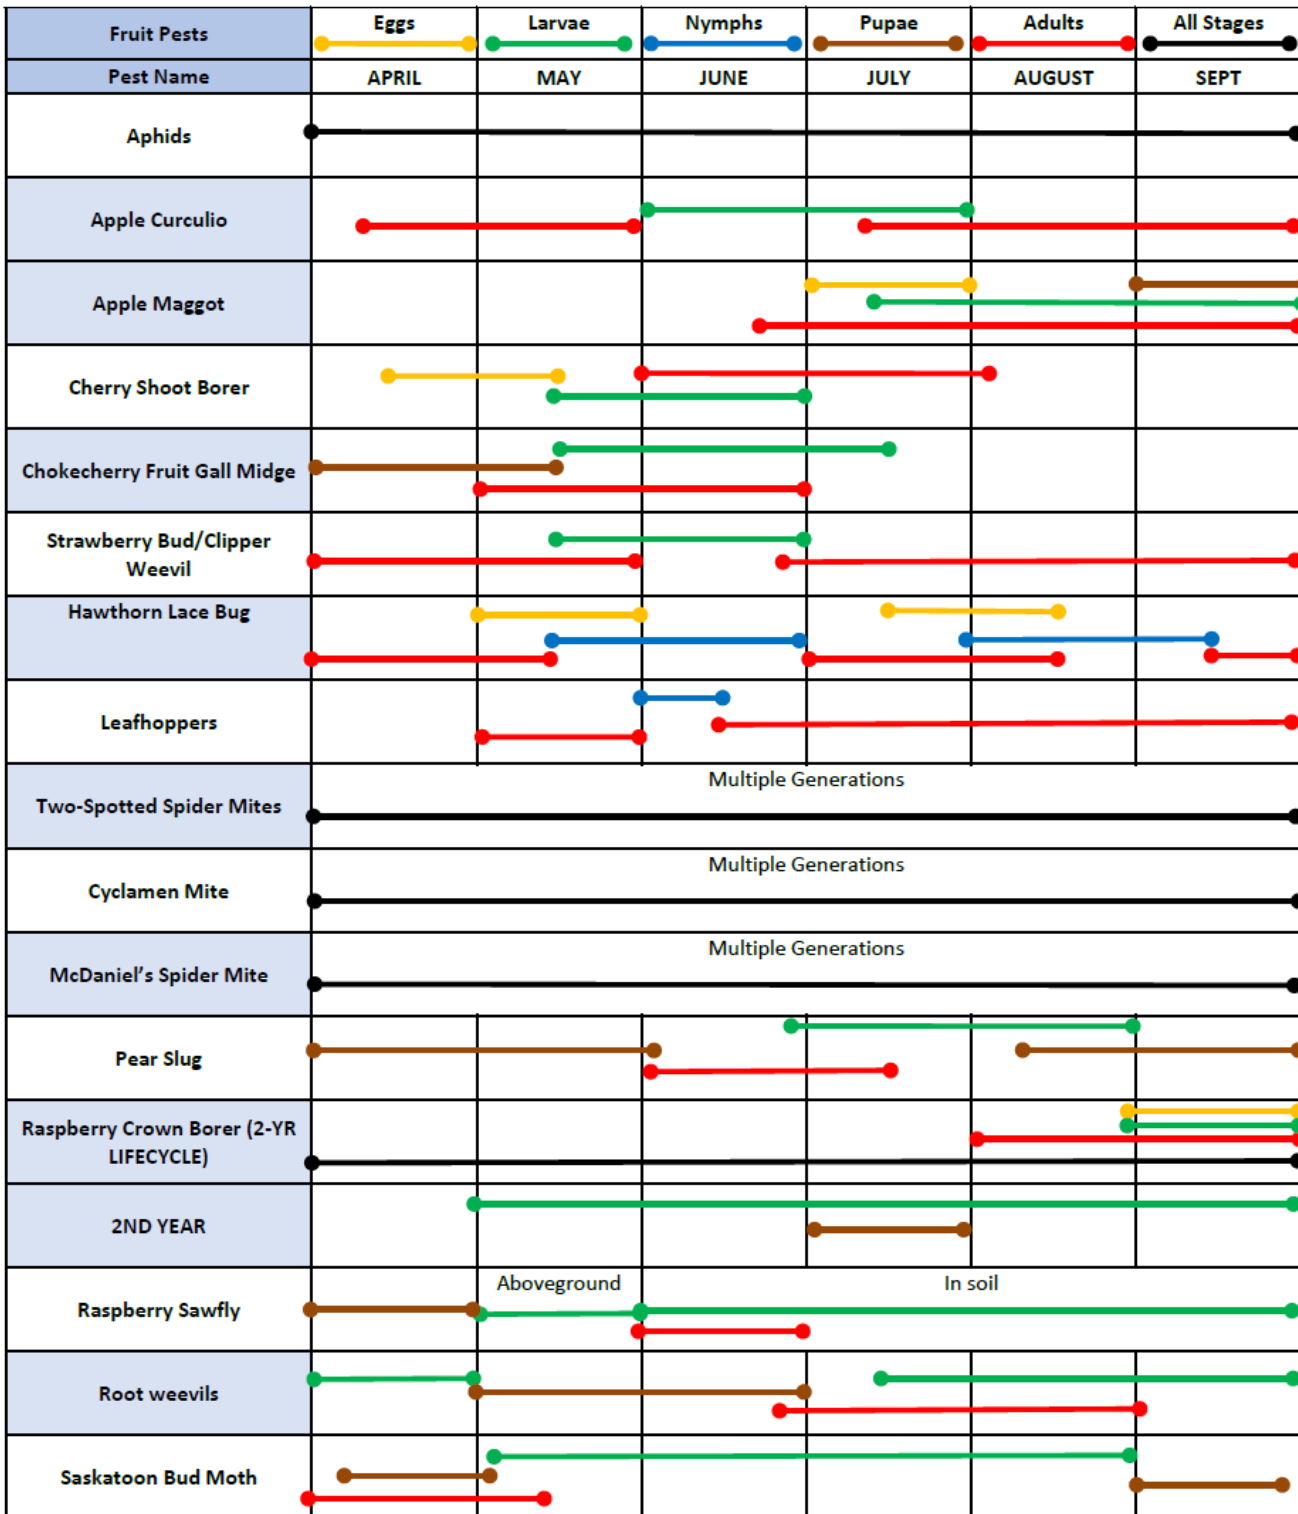 Fruit Pests Eggs Larvae Nymphs Pupae Adults All Stages
Pest Name APRIL MAY JUNE JULY AUGUST SEPT
Aphids
Apple Curculio
Apple Maggot
Cherry Shoot Borer
Chokecherry Fruit Gall Midge
Strawberry Bud/Clipper
Weevil
Hawthorn Lace Bug
Leafhoppers
Multiple Generations
Two-Spotted Spider Mites
Multiple Generations
Cyclamen Mite
Multiple Generations
McDaniel’s Spider Mite
Pear Slug
Raspberry Crown Borer (2-YR
LIFECYCLE)
2ND YEAR
Aboveground In soil
Raspberry Sawfly
Root weevils
Saskatoon Bud Moth